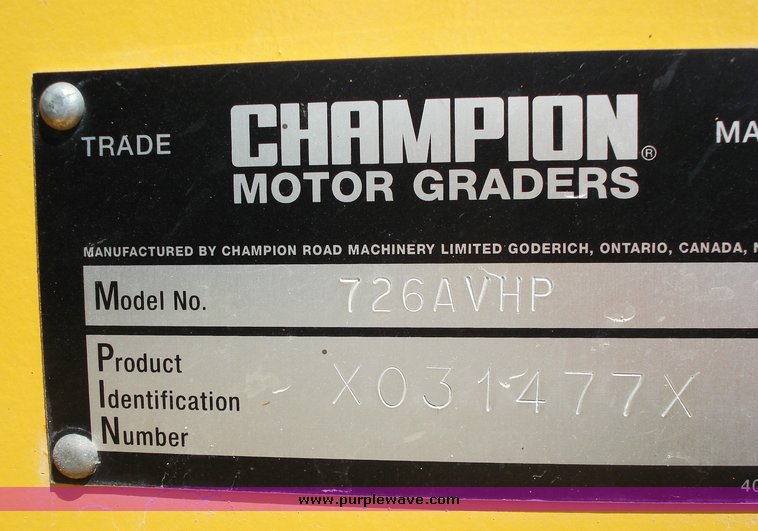 TRADE CHAMPION® MA
MOTOR GRADERS
MANUFACTURED BY CHAMPION ROAD MACHINERY LIMITED GODERICH, ONTARIO, CANADA, N
Model No. 726AVHP
Product
Identification X031477X
Number
40
www.purplewave.com